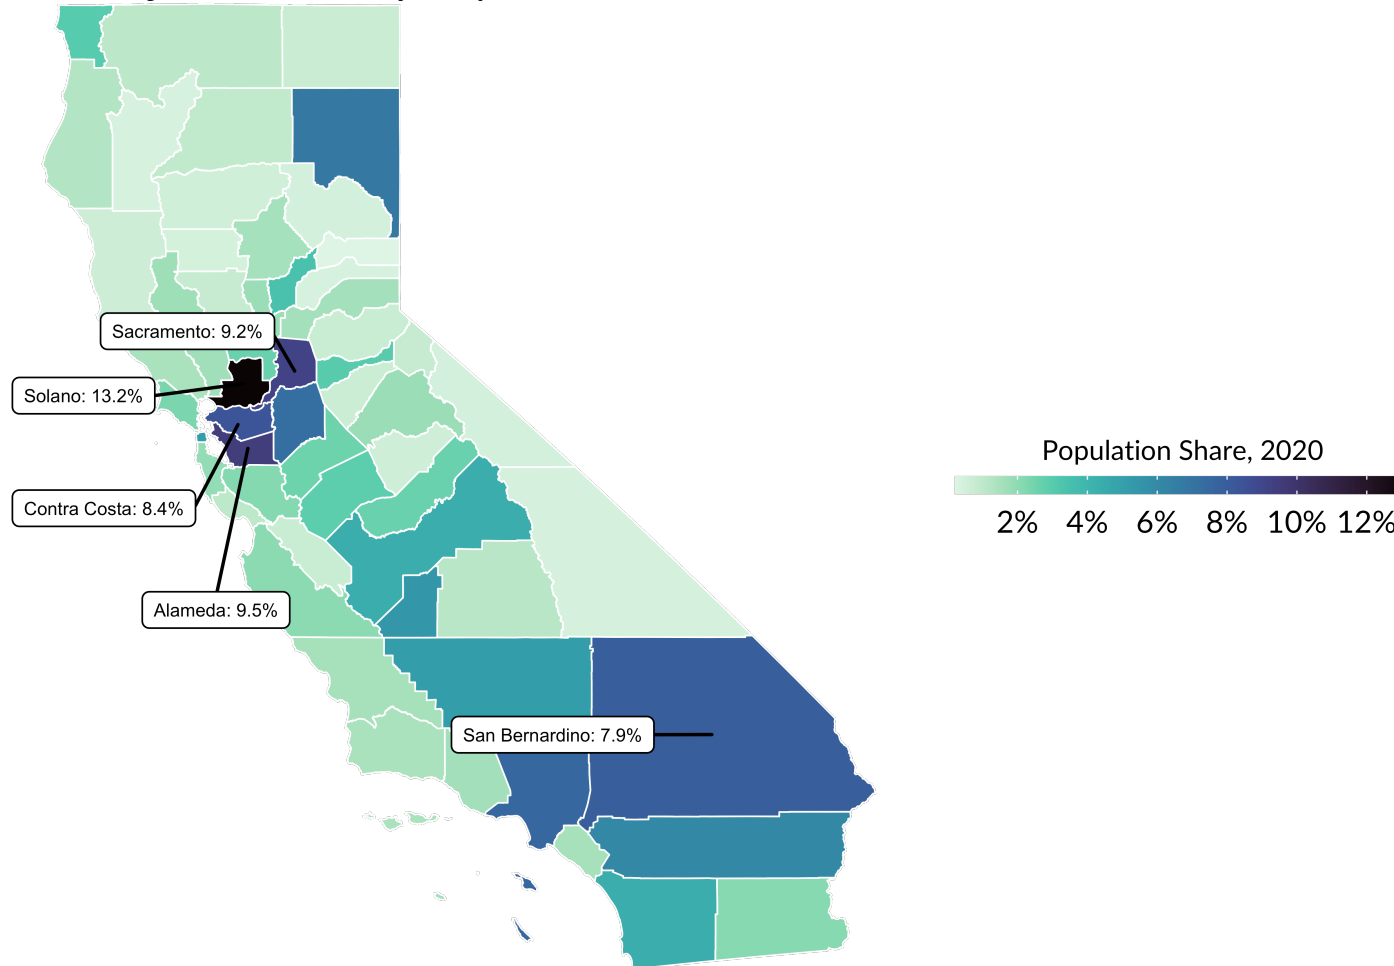 Sacramento: 9.2%
Solano: 13.2%
Contra Costa: 8.4%
Alameda: 9.5%
San Bernardino: 7.9%
Population Share, 2020
2% 4% 6% 8% 10% 12%